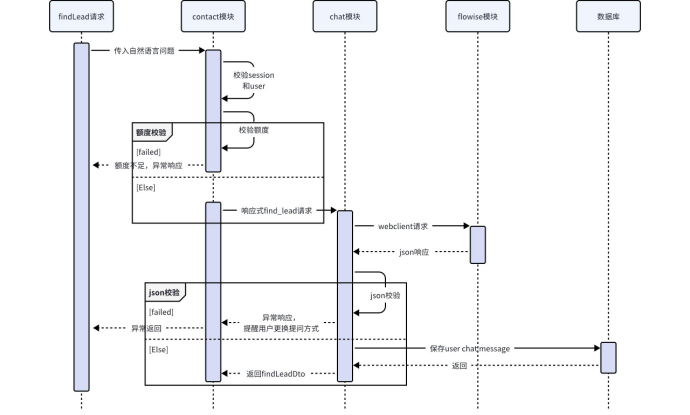 findLead请求
contact模块
chat模块
flowise模块
数据库
传入自然语言问题
校验session
和user
校验额度
额度校验
[failed]
额度不足，异常响应
[Else]
响应式find_lead请求
webclient请求
json响应
json校验
json校验
[failed]
异常响应，
提醒用户更换提问方式
异常返回
[Else]
保存user chat message
返回
返回findLeadDto